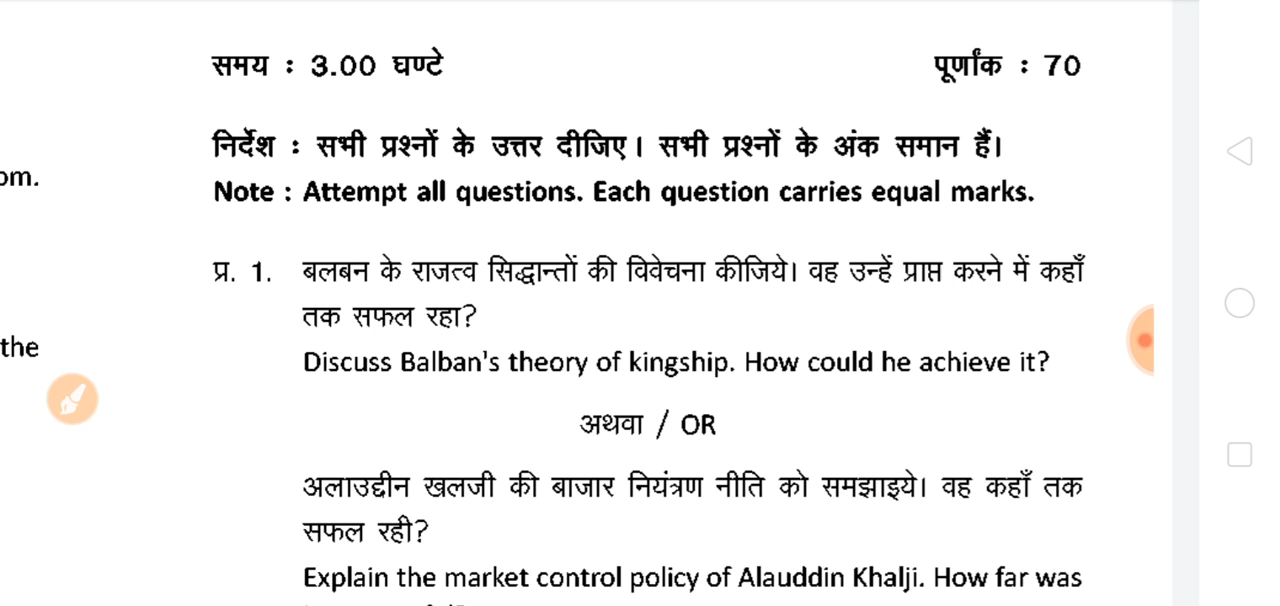 समय : 3.00 घण्टे पूर्णांक : 70
निर्देश : सभी प्रश्नों के उत्तर दीजिए। सभी प्रश्नों के अंक समान हैं।
om.
Note : Attempt all questions. Each question carries equal marks.
प्र. 1. बलबन के राजत्व सिद्धान्तों की विवेचना कीजिये। वह उन्हें प्राप्त करने में कहाँ
तक सफल रहा?
the
Discuss Balban's theory of kingship. How could he achieve it?
अथवा / OR
अलाउद्दीन खलजी की बाजार नियंत्रण नीति को समझाइये। वह कहाँ तक
सफल रही?
Explain the market control policy of Alauddin Khalji. How far was